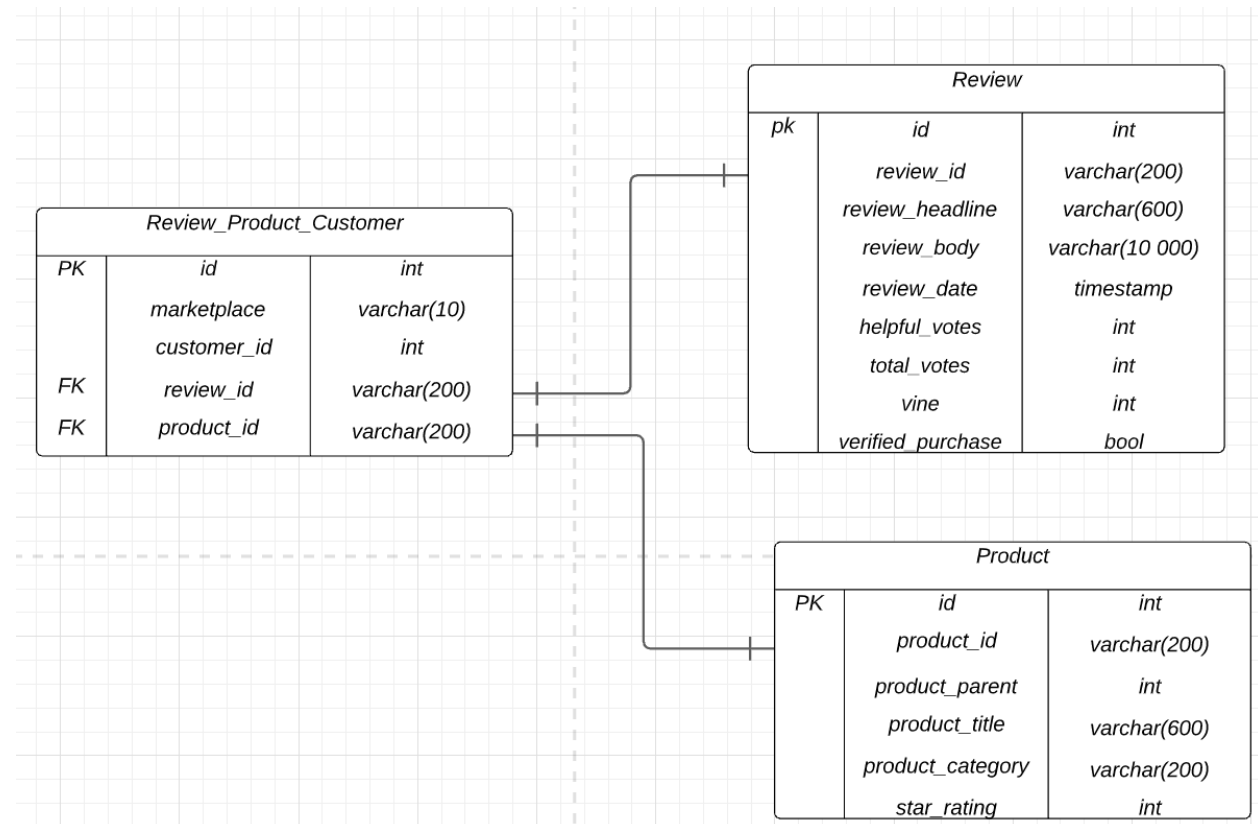 Review_Product_Customer
PK id int
marketplace varchar(10)
customer_id int
FK review_id varchar(200)
FK product_id varchar(200)
Review
pk id int
review_id varchar(200)
review_headline varchar(600)
review_body varchar(10 000)
review_date timestamp
helpful_votes int
total_votes int
vine int
verified_purchase bool
Product
PK id int
product_id varchar(200)
product_parent int
product_title varchar(600)
product_category varchar(200)
star_rating int